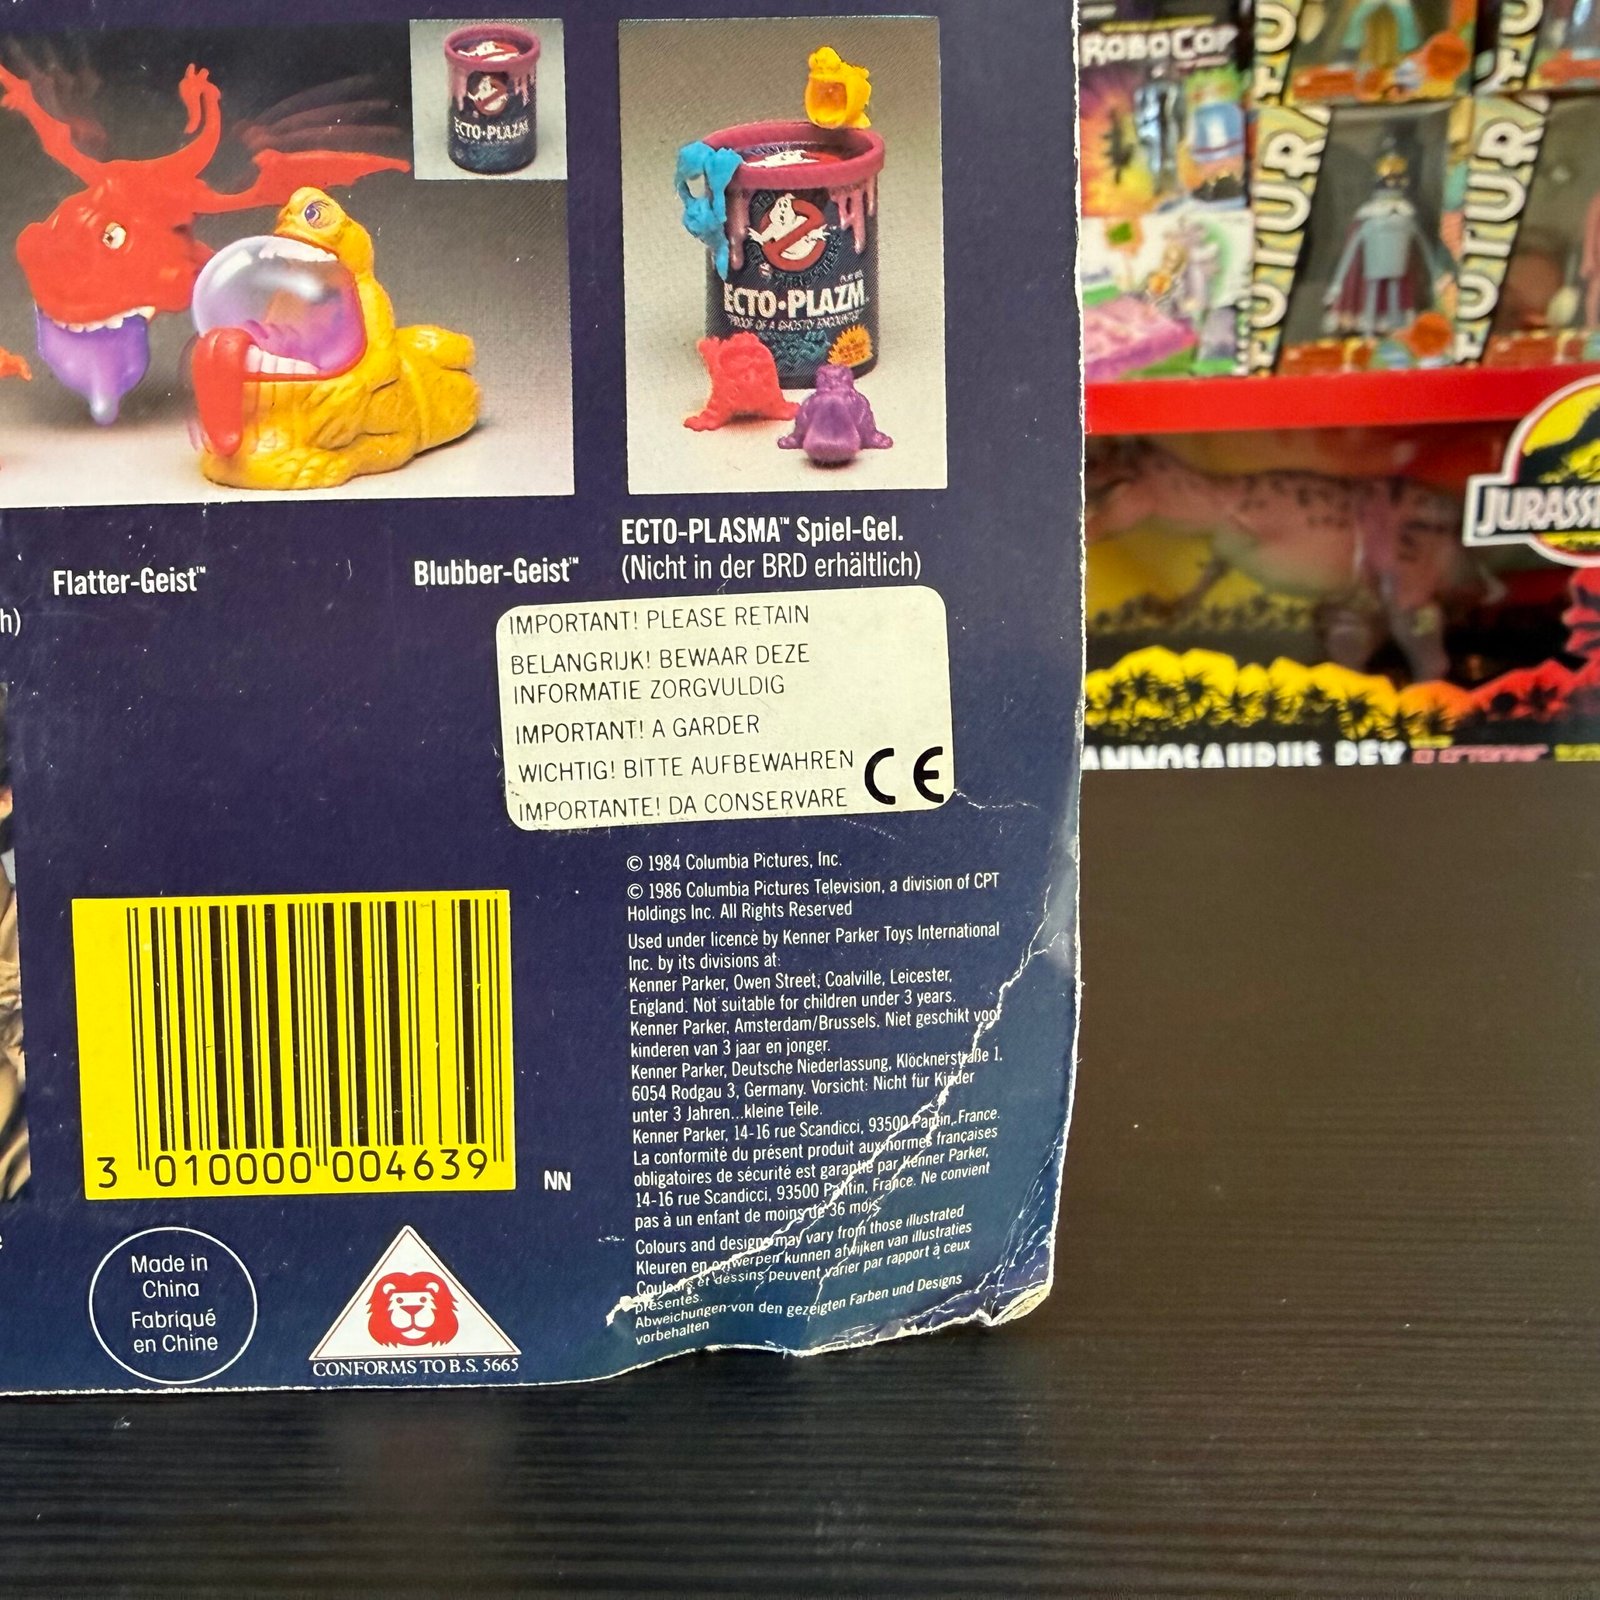 ECTO-PLAZM
ECTO-PLAZM
PROOF OF A GHOSTLY ENCOUNTER
ECTO-PLASMA™ Spiel-Gel.
(Nicht in der BRD erhältlich)
Flatter-Geist™
Blubber-Geist™
h)
IMPORTANT! PLEASE RETAIN
BELANGRIJK! BEWAAR DEZE
INFORMATIE ZORGVULDIG
IMPORTANT! A GARDER
WICHTIG! BITTE AUFBEWAHREN
IMPORTANTE! DA CONSERVARE
CE
© 1984 Columbia Pictures, Inc.
© 1986 Columbia Pictures Television, a division of CPT
Holdings Inc. All Rights Reserved
Used under licence by Kenner Parker Toys International
Inc. by its divisions at:
Kenner Parker, Owen Street, Coalville, Leicester,
England. Not suitable for children under 3 years.
Kenner Parker, Amsterdam/Brussels. Niet geschikt voor
kinderen van 3 jaar en jonger.
Kenner Parker, Deutsche Niederlassung, Klöcknerstraße 1,
6054 Rodgau 3, Germany. Vorsicht: Nicht für Kinder
unter 3 Jahren...kleine Teile.
Kenner Parker, 14-16 rue Scandicci, 93500 Pantin, France.
La conformité du présent produit aux normes françaises
obligatoires de sécurité est garantie par Kenner Parker,
14-16 rue Scandicci, 93500 Pantin, France. Ne convient
pas à un enfant de moins de 36 mois.
Colours and designs may vary from those illustrated
Kleuren en ontwerpen kunnen afwijken van illustraties
Couleurs et dessins peuvent varier par rapport à ceux
présentés.
Abweichungen von den gezeigten Farben und Designs
vorbehalten
3 010000 004639
NN
Made in
China
Fabriqué
en Chine
CONFORMS TO B.S. 5665
ROBOCOP
JURASSI
ANNOSAURUS REX